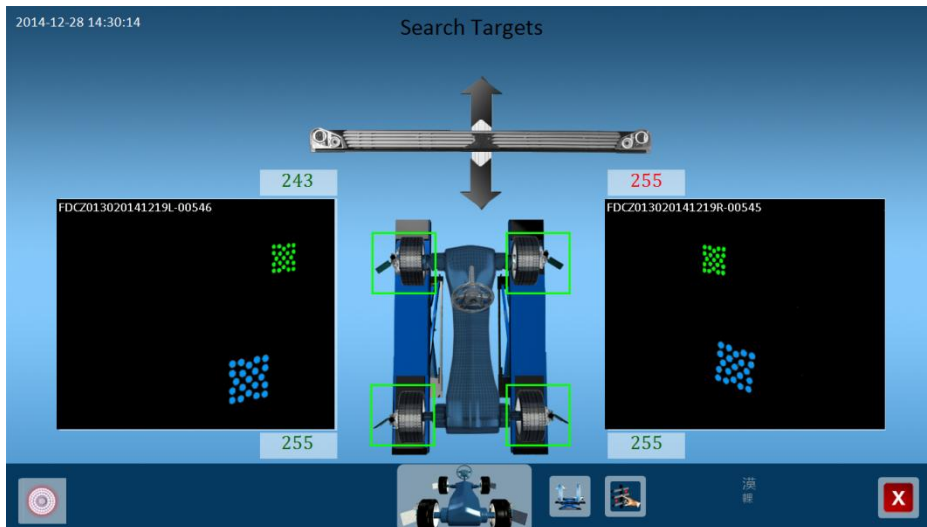 2014-12-28 14:30:14
Search Targets
243
255
FDCZ013020141219L-00546
FDCZ013020141219R-00545
255
255
X